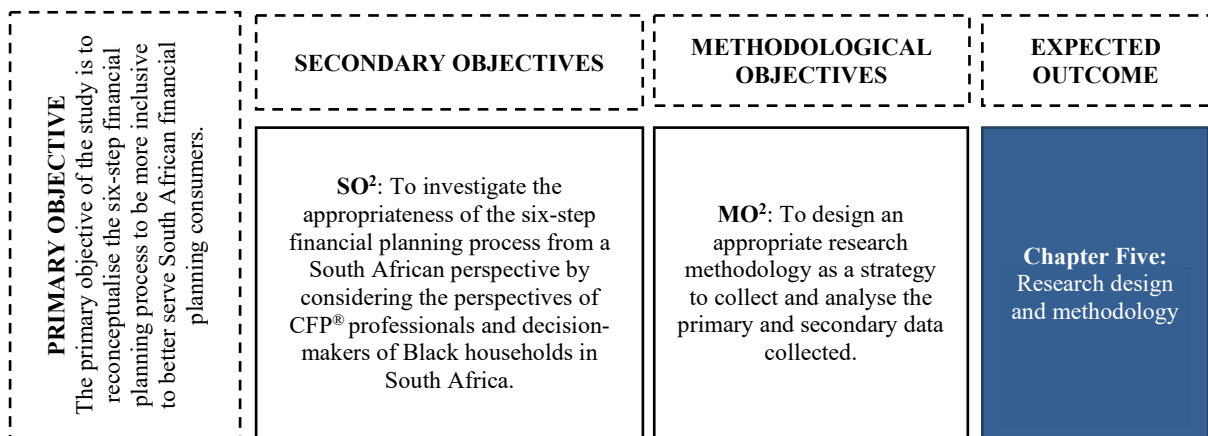 PRIMARY OBJECTIVE
The primary objective of the study is to
reconceptualise the six-step financial
planning process to be more inclusive
to better serve South African financial
planning consumers.
SECONDARY OBJECTIVES
METHODOLOGICAL
OBJECTIVES
EXPECTED
OUTCOME
SO²: To investigate the
appropriateness of the six-step
financial planning process from a
South African perspective by
considering the perspectives of
CFP® professionals and decision-
makers of Black households in
South Africa.
MO²: To design an
appropriate research
methodology as a strategy
to collect and analyse the
primary and secondary data
collected.
Chapter Five:
Research design
and methodology